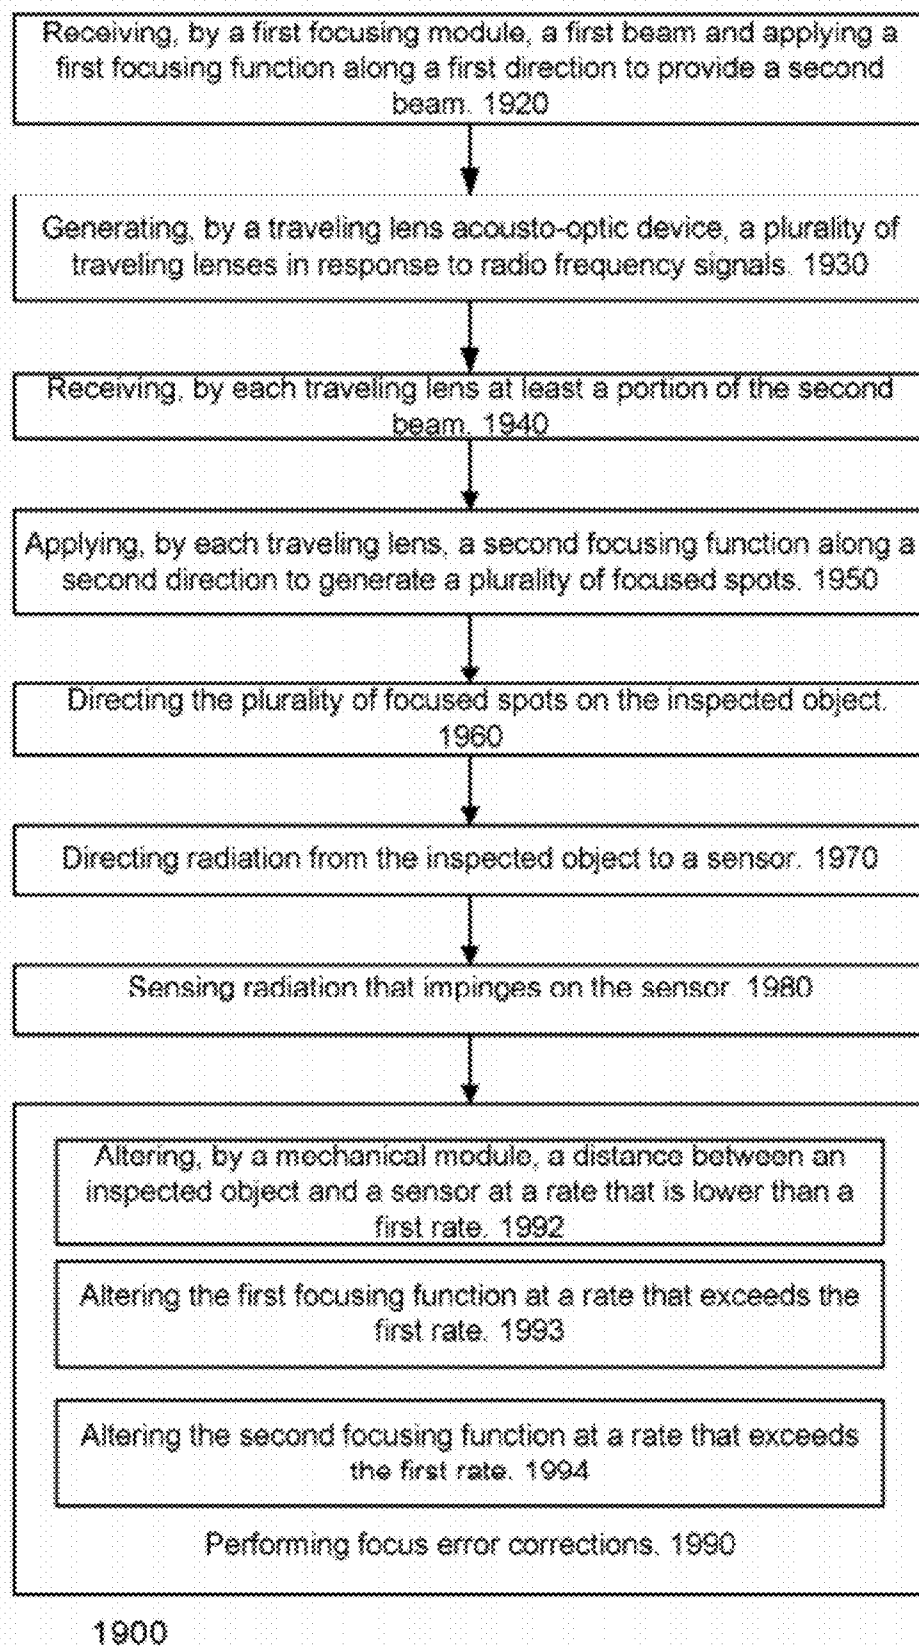 Receiving, by a first focusing module, a first beam and applying a
first focusing function along a first direction to provide a second
beam. 1920
Generating, by a traveling lens acousto-optic device, a plurality of
traveling lenses in response to radio frequency signals. 1930
Receiving, by each traveling lens at least a portion of the second
beam. 1940
Applying, by each traveling lens, a second focusing function along a
second direction to generate a plurality of focused spots. 1950
Directing the plurality of focused spots on the inspected object.
1960
Directing radiation from the inspected object to a sensor. 1970
Sensing radiation that impinges on the sensor. 1980
Altering, by a mechanical module, a distance between an
inspected object and a sensor at a rate that is lower than a
first rate. 1992
Altering the first focusing function at a rate that exceeds the
first rate. 1993
Altering the second focusing function at a rate that exceeds
the first rate. 1994
Performing focus error corrections. 1990
1900